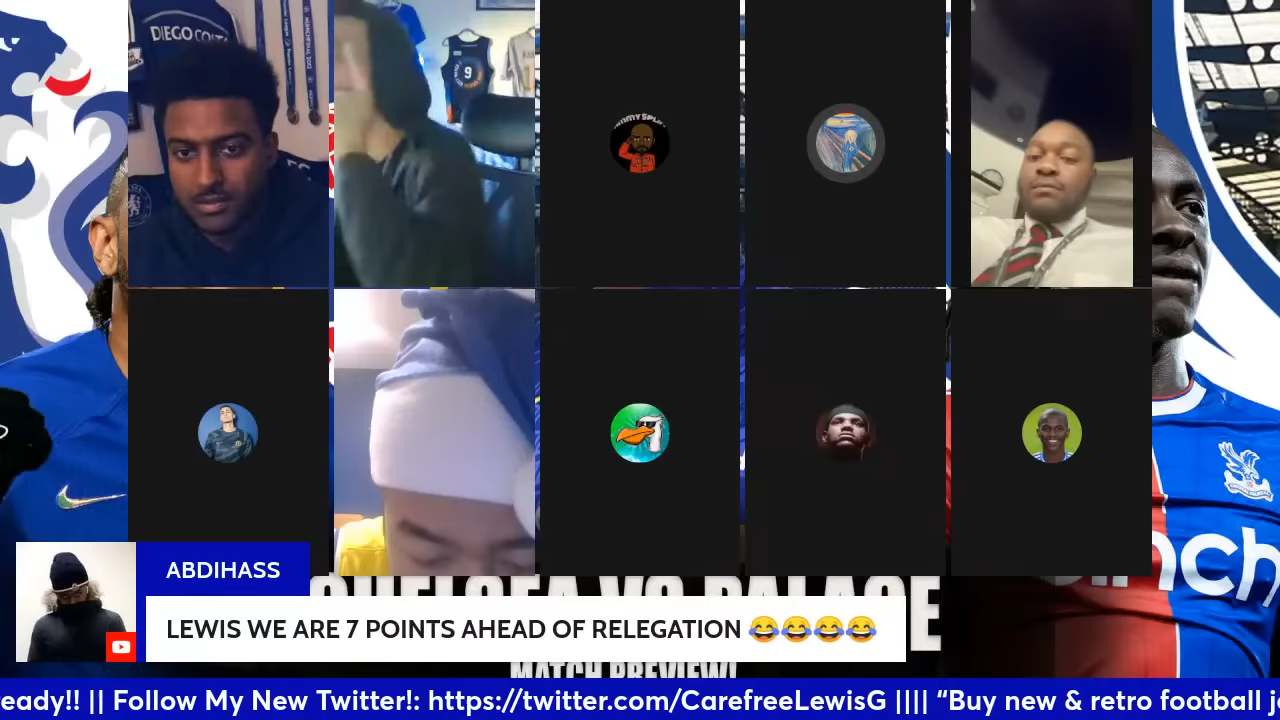 DIEGO COSTA
9
ABDIHASS
LEWIS WE ARE 7 POINTS AHEAD OF RELEGATION 😂😂😂😂
CHELSEA VS PALACE
MATCH PREVIEW!
ready!! || Follow My New Twitter!: https://twitter.com/CarefreeLewisG |||| “Buy new & retro football j